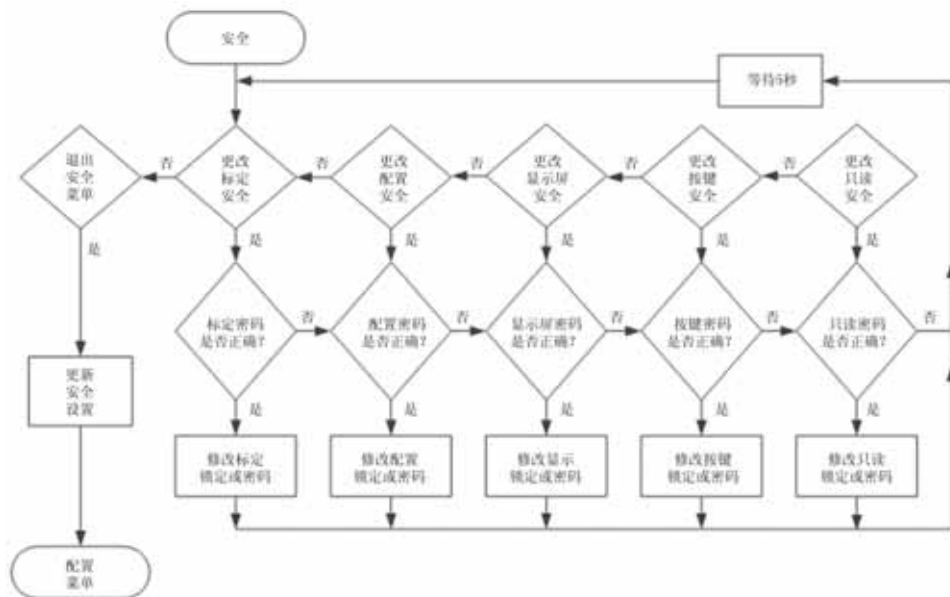 安全
等待5秒
退出
安全
菜单
否
更改
标定
安全
否
更改
配置
安全
否
更改
显示屏
安全
否
更改
按键
安全
否
更改
只读
安全
是
是
是
是
是
是
标定密码
是否正确?
否
配置密码
是否正确?
否
显示屏密码
是否正确?
否
按键密码
是否正确?
否
只读密码
是否正确?
否
更新
安全
设置
是
是
是
是
是
修改标定
锁定或密码
修改配置
锁定或密码
修改显示
锁定或密码
修改按键
锁定或密码
修改只读
锁定或密码
配置
菜单